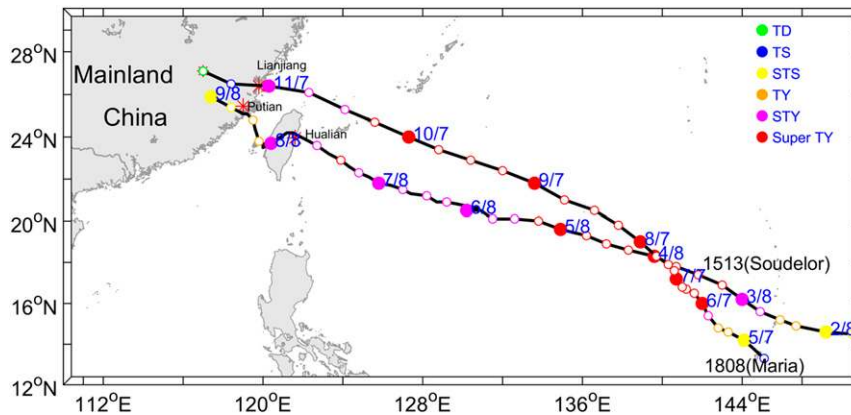 28°N
24°N
20°N
16°N
12°N
112°E
120°E
128°E
136°E
144°E
Mainland
China
Lianjiang
Putian
Hualian
11/7
10/7
9/7
8/7
7/7
6/7
5/7
9/8
8/8
7/8
6/8
5/8
4/8
3/8
2/8
1513(Soudelor)
1808(Maria)
TD
TS
STS
TY
STY
Super TY